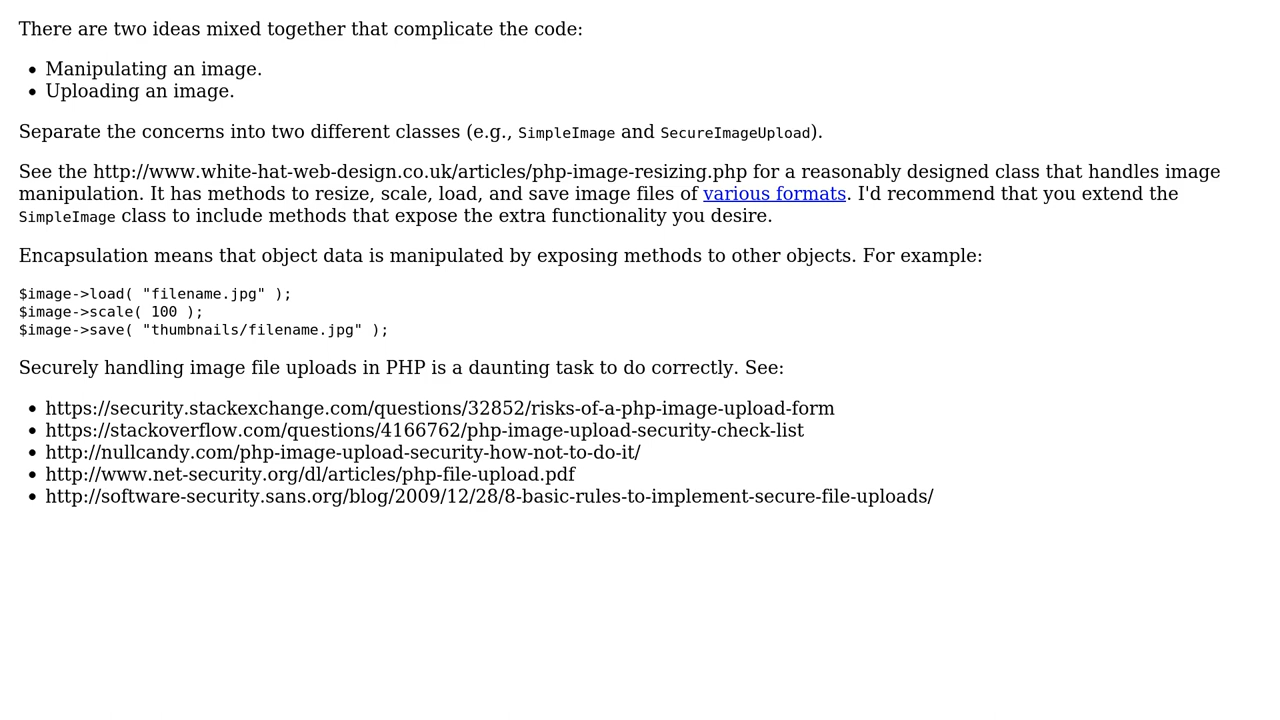 There are two ideas mixed together that complicate the code:
Manipulating an image.
Uploading an image.
Separate the concerns into two different classes (e.g., SimpleImage and SecureImageUpload).
See the http://www.white-hat-web-design.co.uk/articles/php-image-resizing.php for a reasonably designed class that handles image
manipulation. It has methods to resize, scale, load, and save image files of various formats. I'd recommend that you extend the
SimpleImage class to include methods that expose the extra functionality you desire.
Encapsulation means that object data is manipulated by exposing methods to other objects. For example:
$image->load( "filename.jpg" );
$image->scale( 100 );
$image->save( "thumbnails/filename.jpg" );
Securely handling image file uploads in PHP is a daunting task to do correctly. See:
https://security.stackexchange.com/questions/32852/risks-of-a-php-image-upload-form
https://stackoverflow.com/questions/4166762/php-image-upload-security-check-list
http://nullcandy.com/php-image-upload-security-how-not-to-do-it/
http://www.net-security.org/dl/articles/php-file-upload.pdf
http://software-security.sans.org/blog/2009/12/28/8-basic-rules-to-implement-secure-file-uploads/